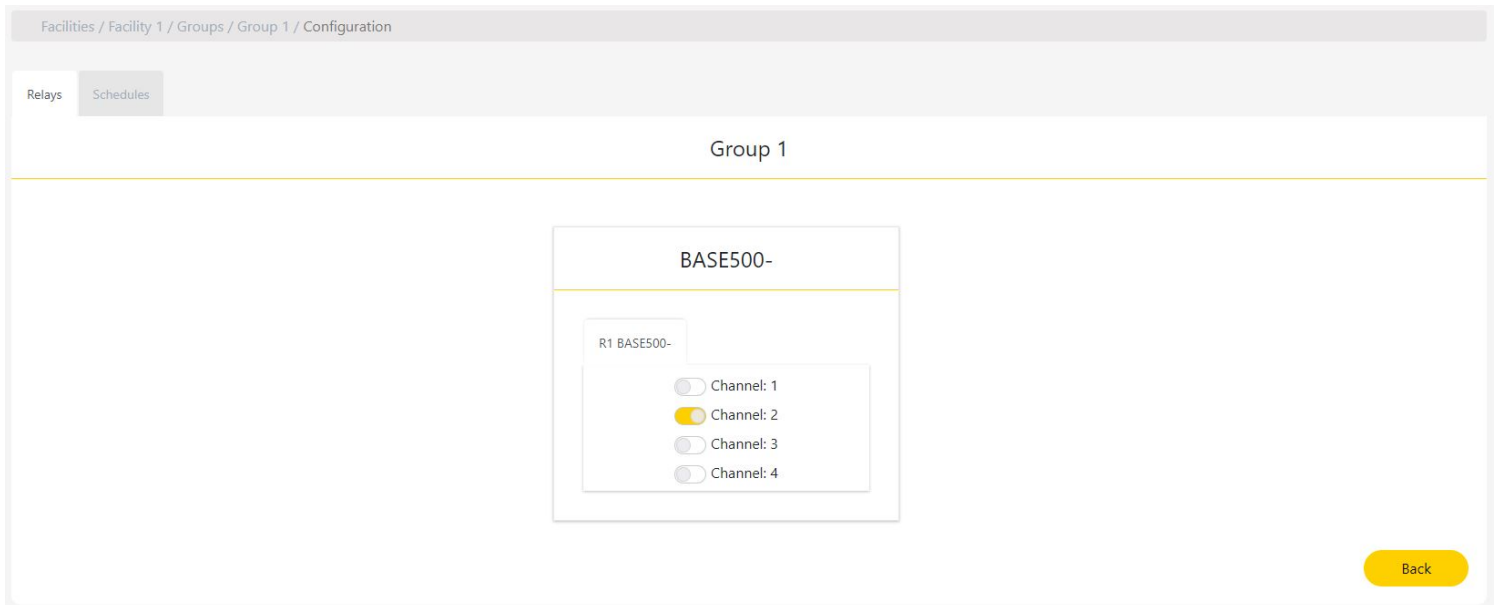 Facilities / Facility 1 / Groups / Group 1 / Configuration
Relays Schedules
Group 1
BASE500-
R1 BASE500-
Channel: 1
Channel: 2
Channel: 3
Channel: 4
Back